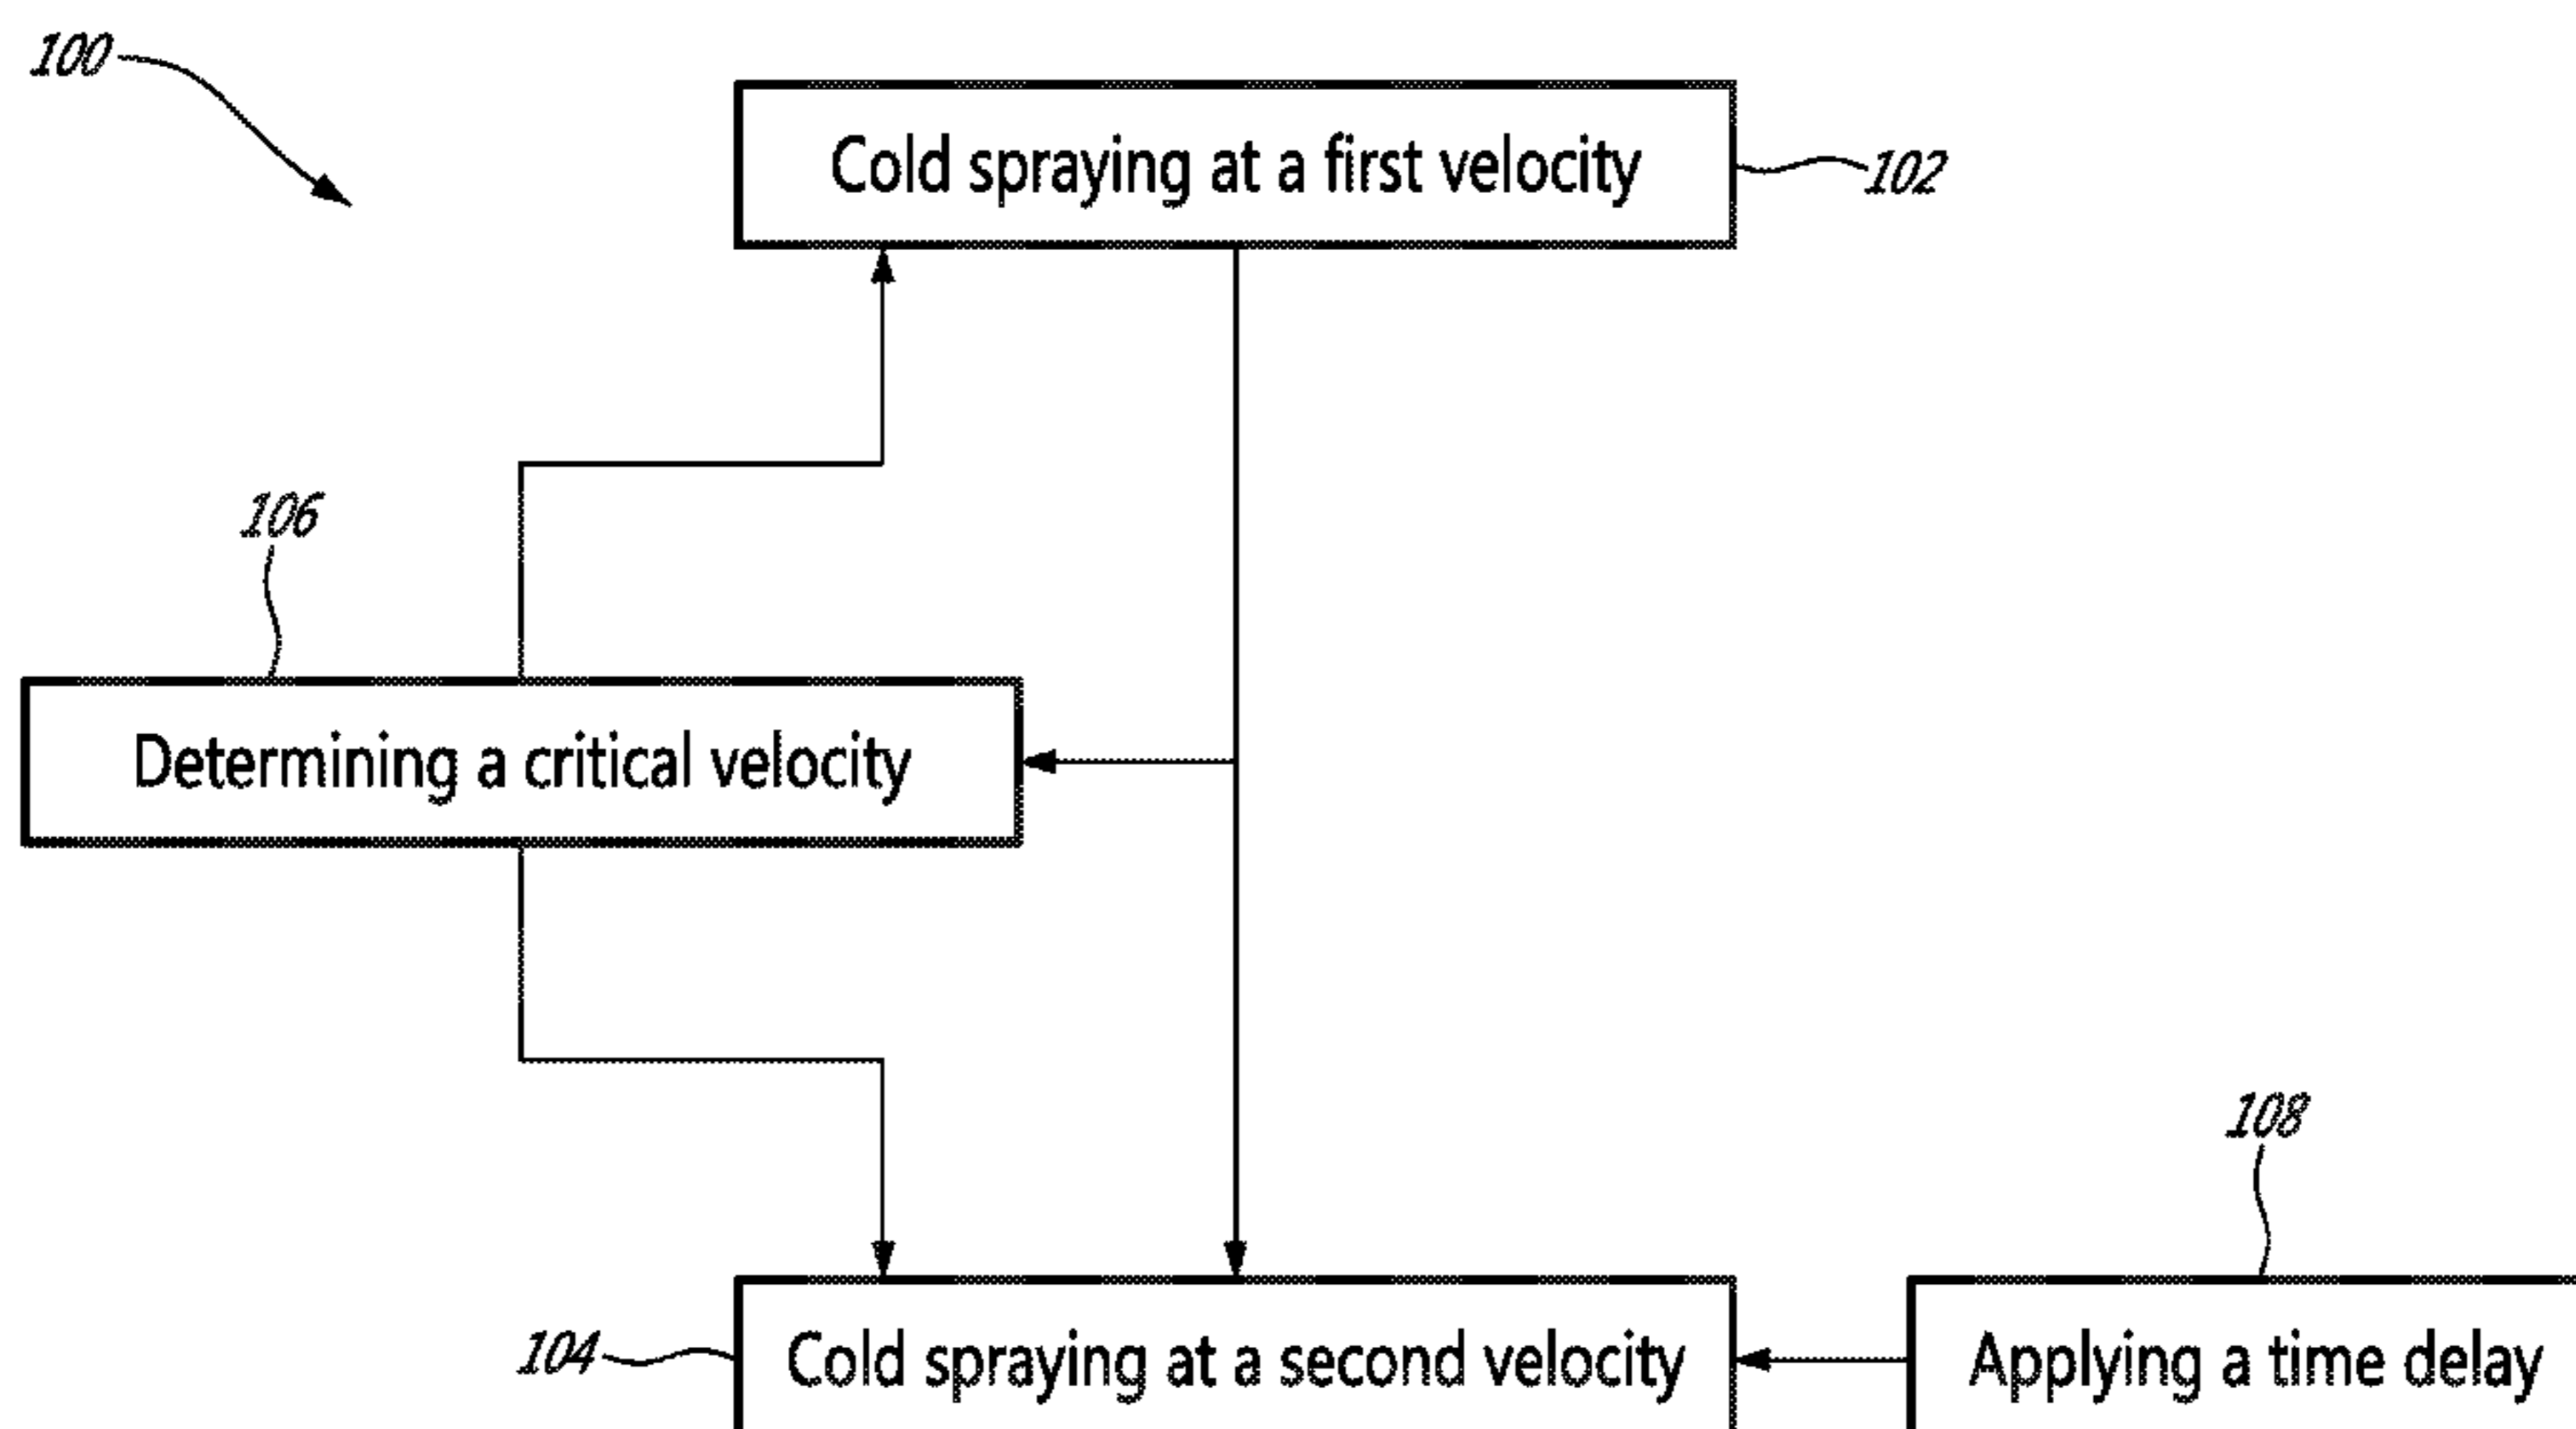 100
Cold spraying at a first velocity
102
106
Determining a critical velocity
108
104
Cold spraying at a second velocity
Applying a time delay